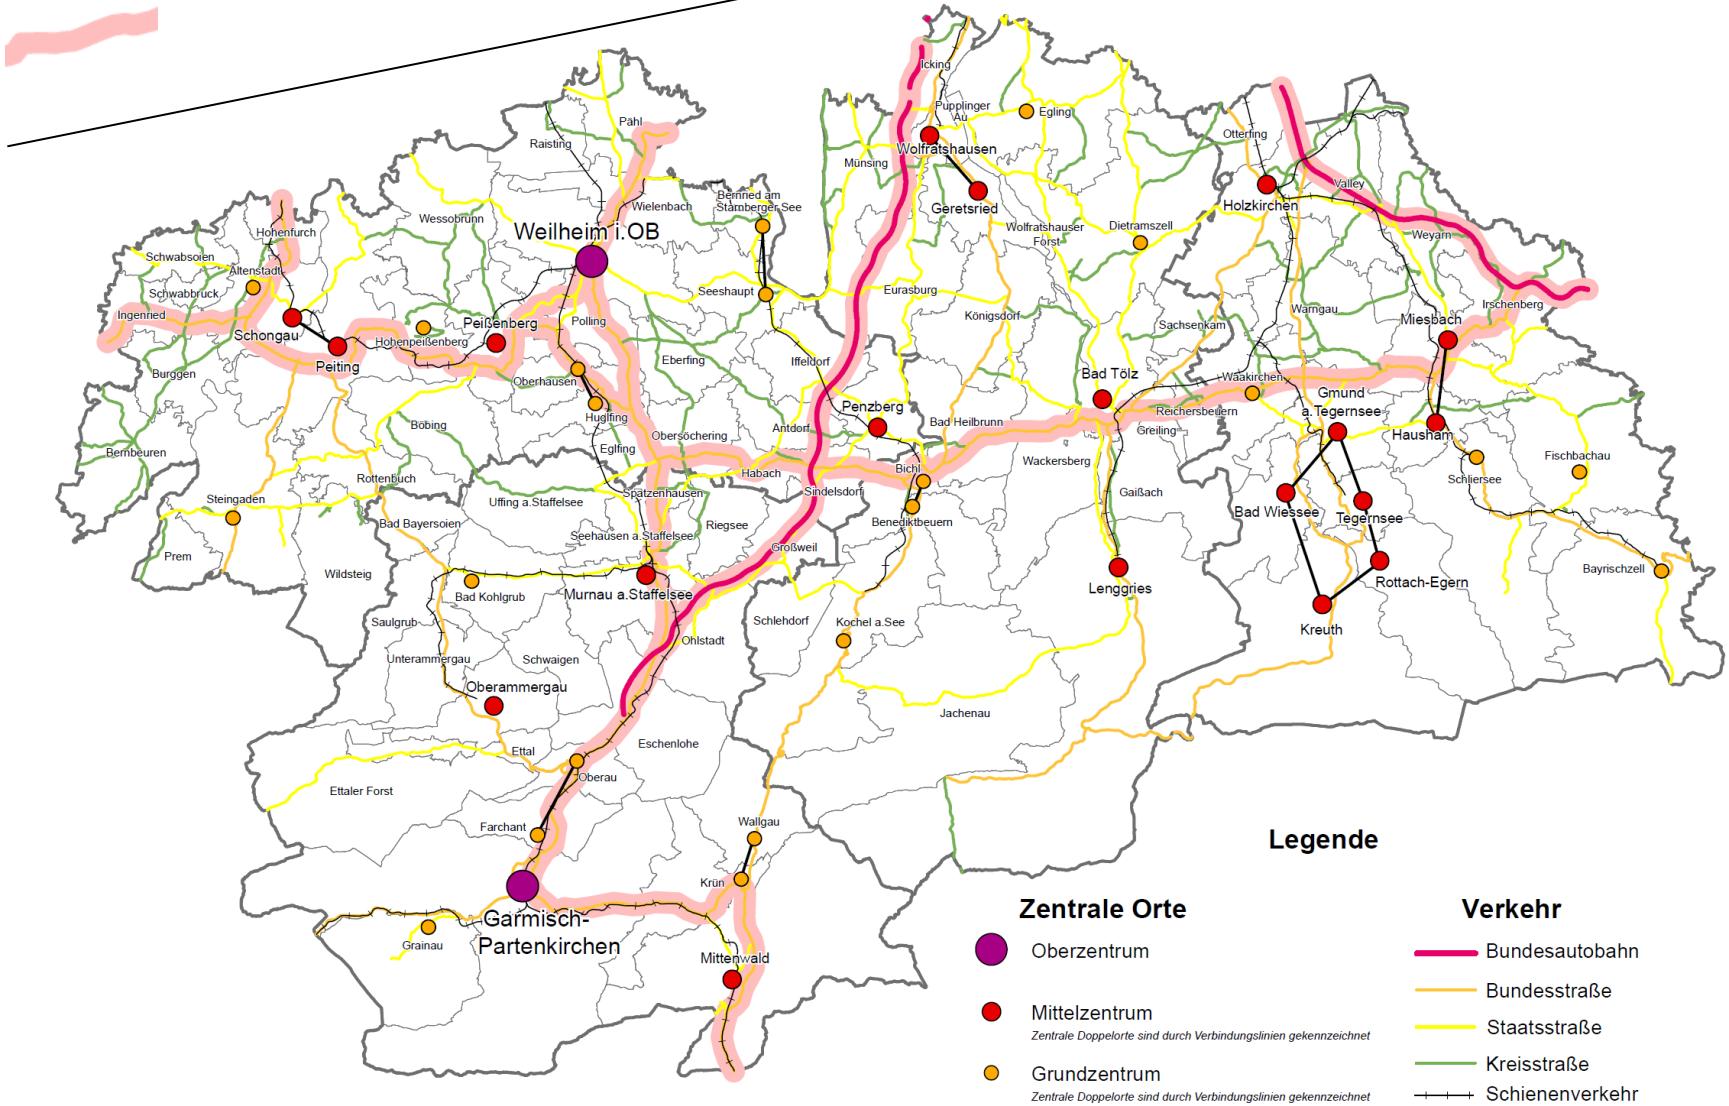 Icking
Pupplinger
Au
Egling
Pähl
Raisting
Otterfing
Wolfratshausen
Münsing
Valley
Bernried am
Starnberger See
Wielenbach
Geretsried
Holzkirchen
Wessobrunn
Hohenfurch
Weilheim i.OB
Wolfratshauser
Forst
Dietramszell
Weyarn
Schwabsoien
Altenstadt
Schwabbruck
Seeshaupt
Eurasburg
Irschenberg
Ingenried
Polling
Königsdorf
Warngau
Miesbach
Schongau
Peißenberg
Hohenpeißenberg
Sachsenkam
Peiting
Eberfing
Iffeldorf
Burggen
Oberhausen
Bad Tölz
Waakirchen
Gmund
a.Tegernsee
Penzberg
Reichersbeuern
Huglfing
Bad Heilbrunn
Greiling
Böbing
Antdorf
Obersöchering
Hausham
Bernbeuren
Eglfing
Wackersberg
Fischbachau
Habach
Bichl
Rottenbuch
Schliersee
Spatzenhausen
Sindelsdorf
Gaißach
Steingaden
Uffing a.Staffelsee
Bad Wiessee
Tegernsee
Bad Bayersoien
Riegsee
Benediktbeuern
Seehausen a.Staffelsee
Großweil
Prem
Wildsteig
Bayrischzell
Rottach-Egern
Lenggries
Bad Kohlgrub
Murnau a.Staffelsee
Saulgrub
Schlehdorf
Kochel a.See
Kreuth
Ohlstadt
Unterammergau
Schwaigen
Oberammergau
Jachenau
Ettal
Eschenlohe
Oberau
Ettaler Forst
Farchant
Wallgau
Krün
Garmisch-
Partenkirchen
Grainau
Mittenwald
Legende
Zentrale Orte
Oberzentrum
Mittelzentrum
Zentrale Doppelorte sind durch Verbindungslinien gekennzeichnet
Grundzentrum
Zentrale Doppelorte sind durch Verbindungslinien gekennzeichnet
Verkehr
Bundesautobahn
Bundesstraße
Staatsstraße
Kreisstraße
Schienenverkehr